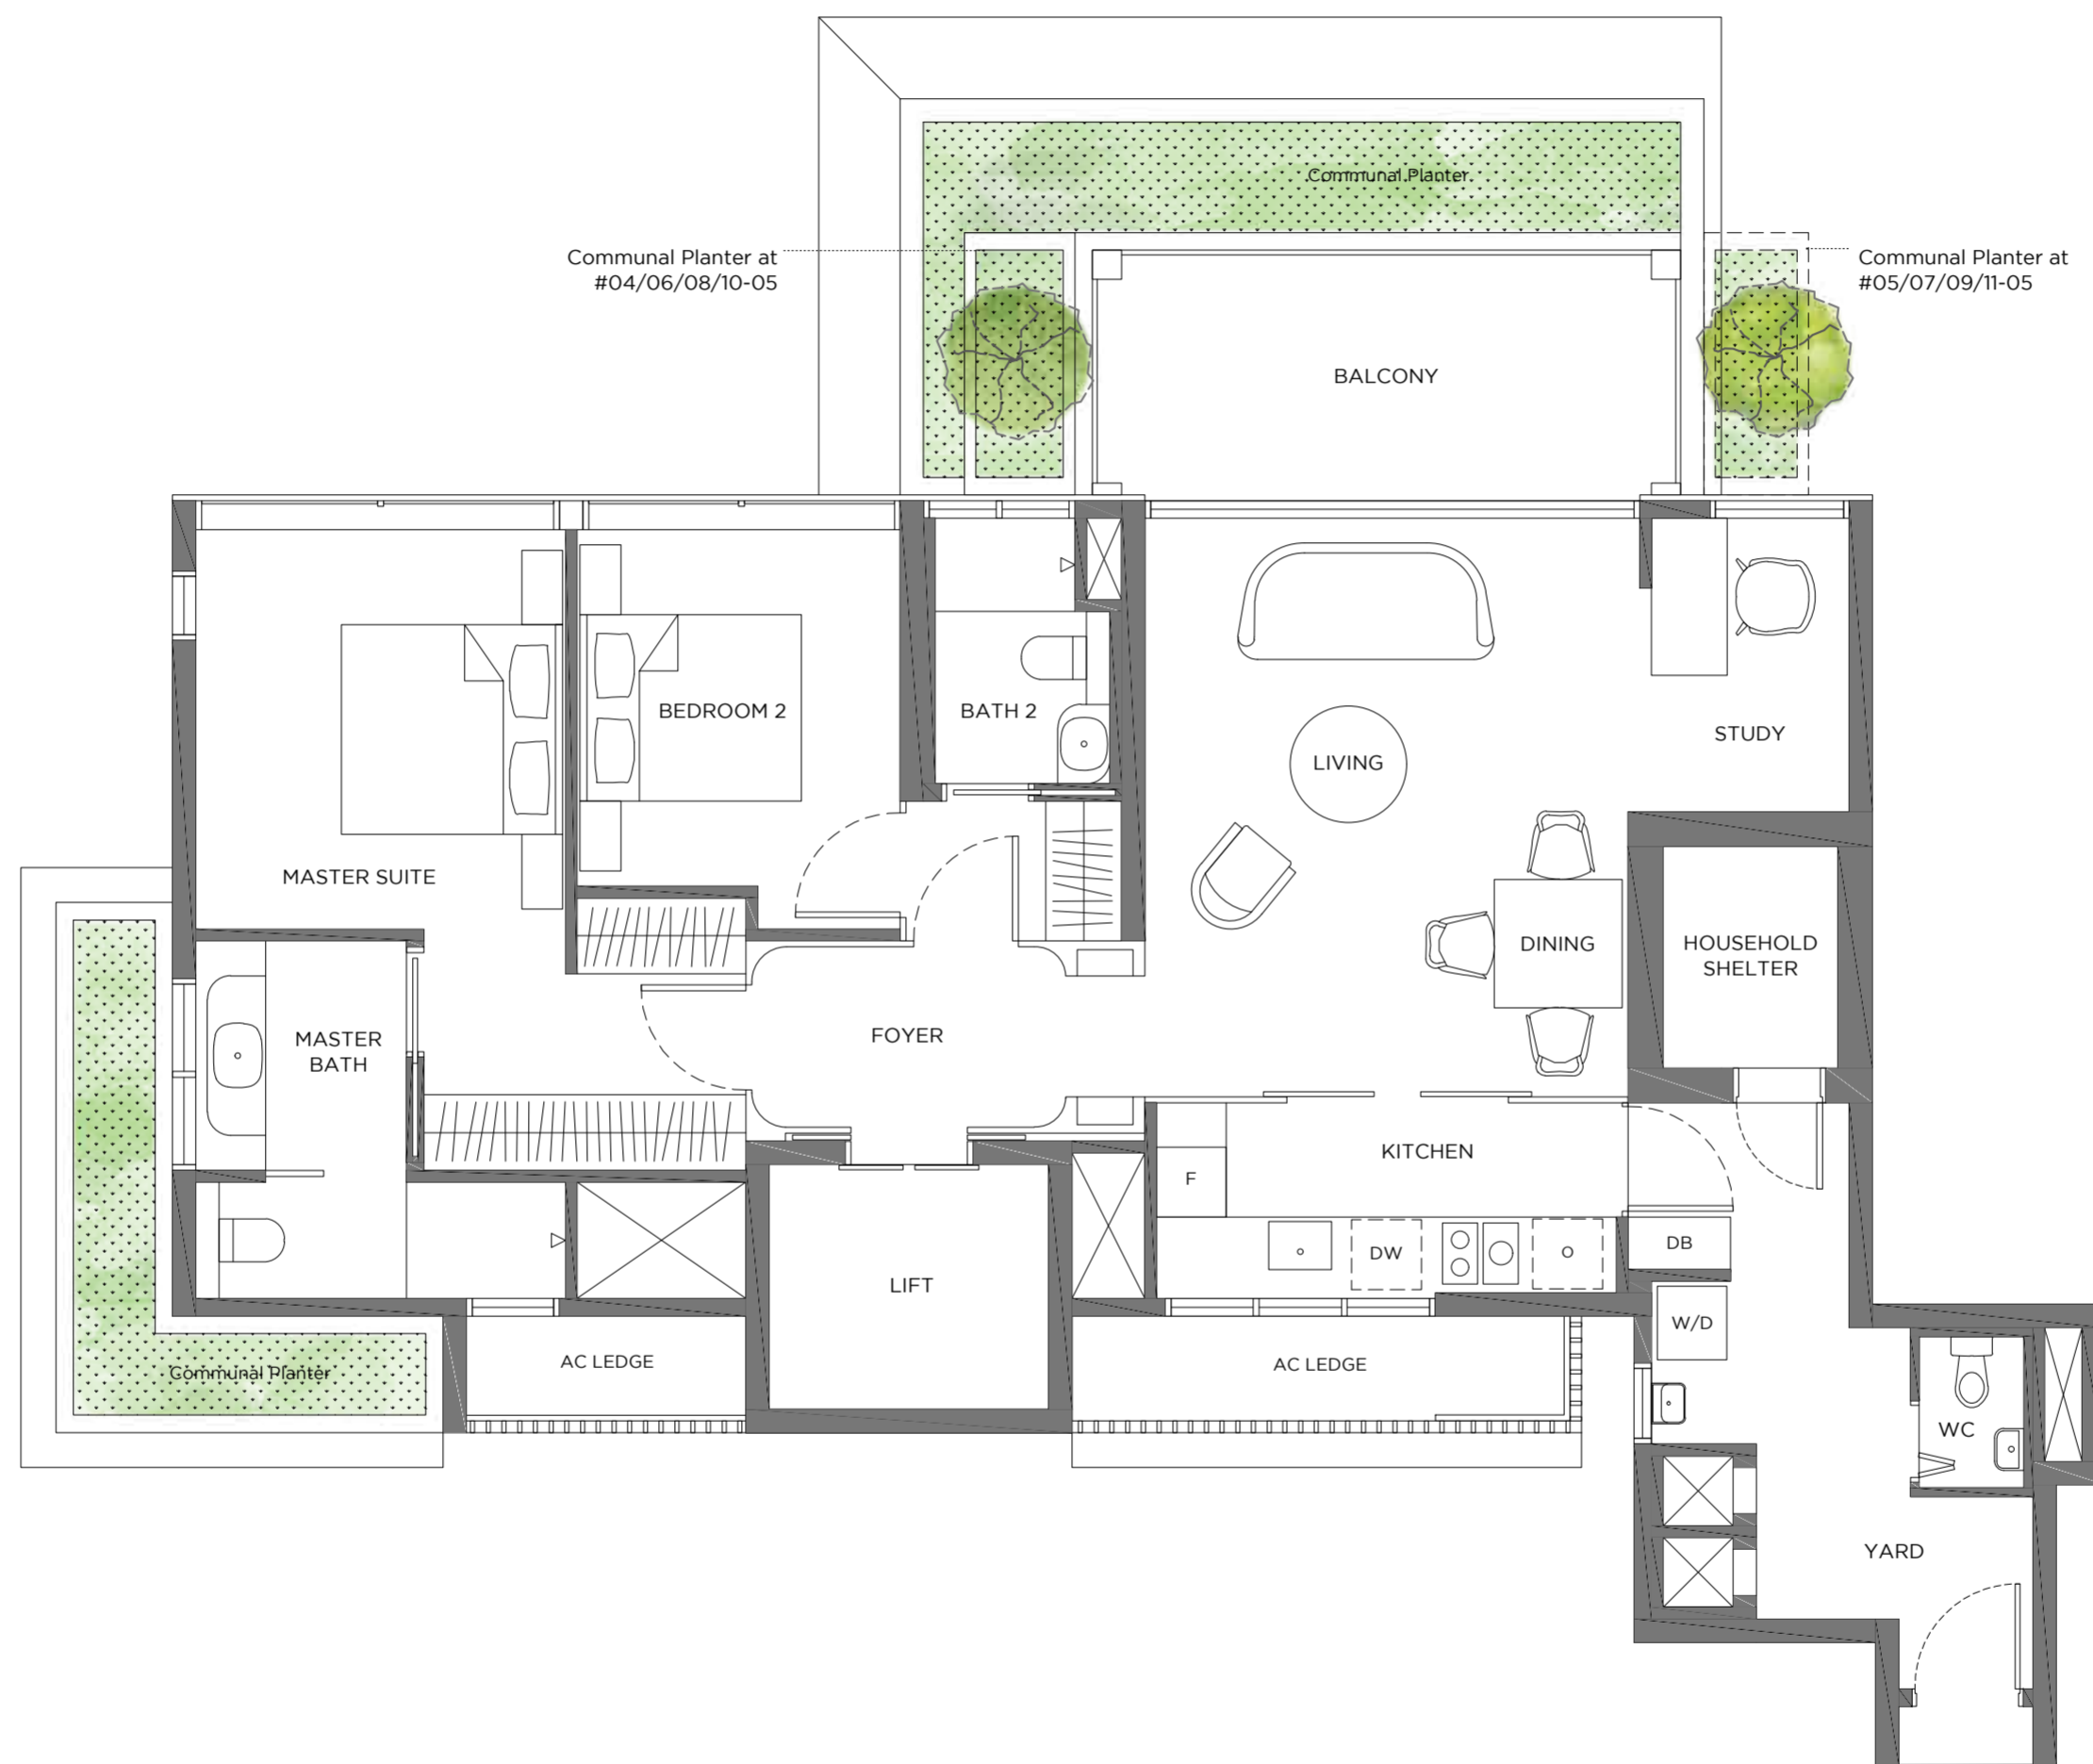 Communal Planter
Communal Planter at
#04/06/08/10-05
Communal Planter at
#05/07/09/11-05
BALCONY
BEDROOM 2
BATH 2
STUDY
LIVING
MASTER SUITE
DINING
HOUSEHOLD
SHELTER
MASTER
BATH
FOYER
KITCHEN
F
DB
DW
LIFT
W/D
AC LEDGE
AC LEDGE
Communal Planter
WC
YARD